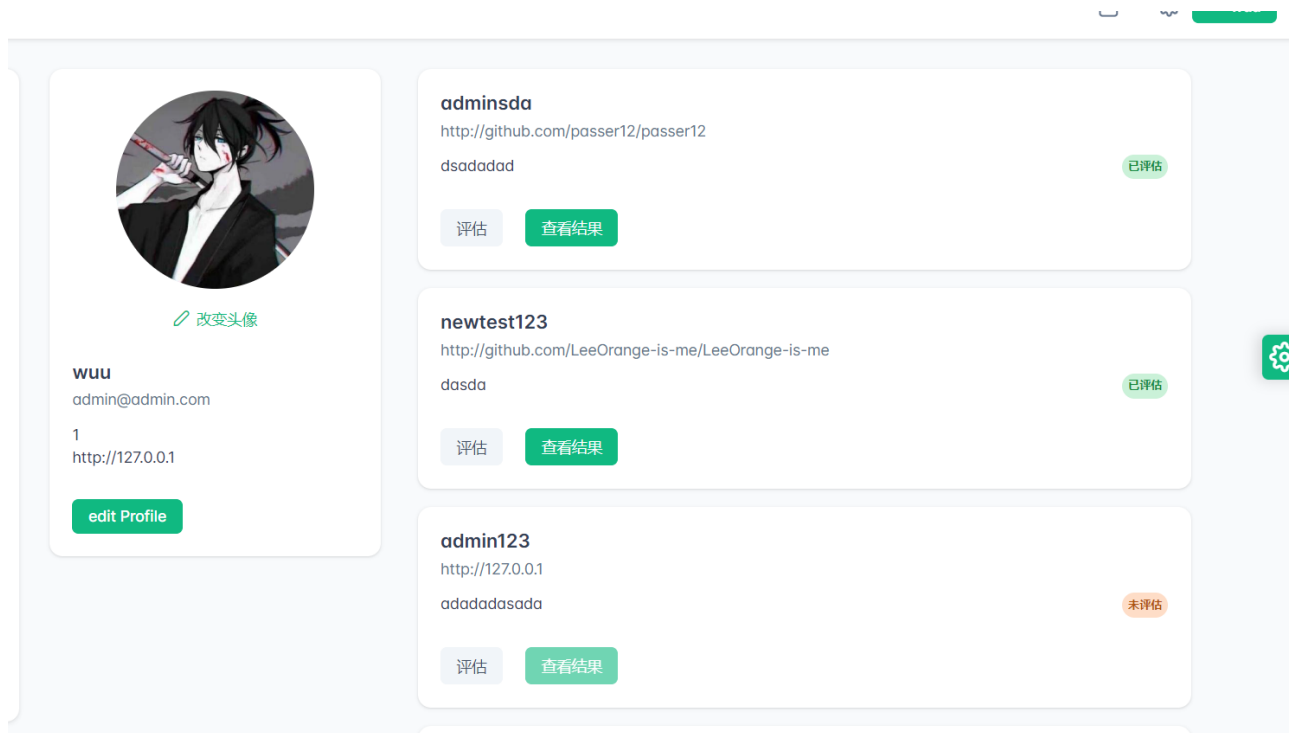 改变头像
wuu
admin@admin.com
1
http://127.0.0.1
edit Profile
adminsda
http://github.com/passer12/passer12
dsadadad
已评估
评估
查看结果
newtest123
http://github.com/LeeOrange-is-me/LeeOrange-is-me
dasda
已评估
评估
查看结果
admin123
http://127.0.0.1
adadadasada
未评估
评估
查看结果